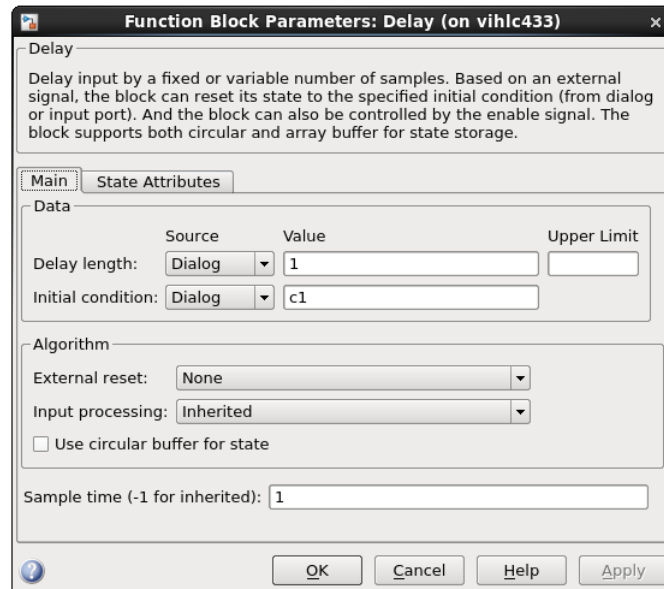 Function Block Parameters: Delay (on vihlc433)
Delay
Delay input by a fixed or variable number of samples. Based on an external
signal, the block can reset its state to the specified initial condition (from dialog
or input port). And the block can also be controlled by the enable signal. The
block supports both circular and array buffer for state storage.
Main State Attributes
Data
Source Value Upper Limit
Delay length: Dialog 1
Initial condition: Dialog c1
Algorithm
External reset: None
Input processing: Inherited
Use circular buffer for state
Sample time (-1 for inherited): 1
OK Cancel Help Apply